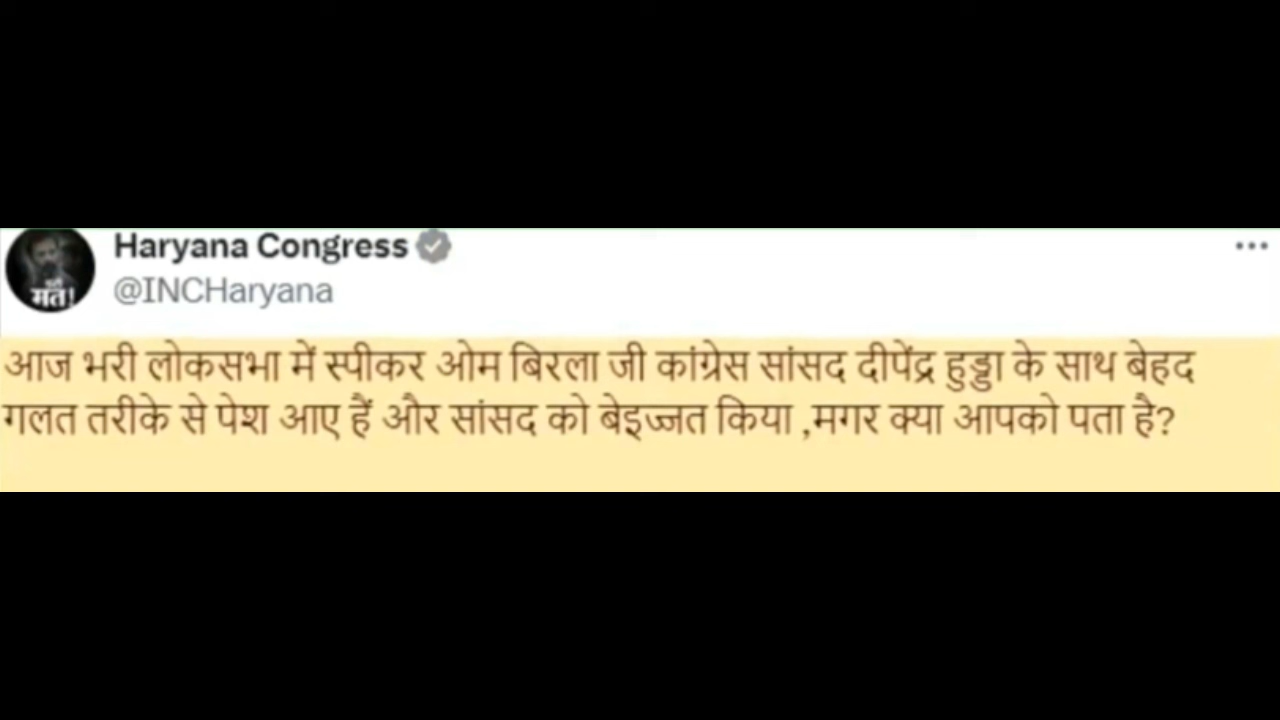 Haryana Congress
@INCHaryana
मत!
आज भरी लोकसभा में स्पीकर ओम बिरला जी कांग्रेस सांसद दीपेंद्र हुड्डा के साथ बेहद
गलत तरीके से पेश आए हैं और सांसद को बेइज्जत किया ,मगर क्या आपको पता है?